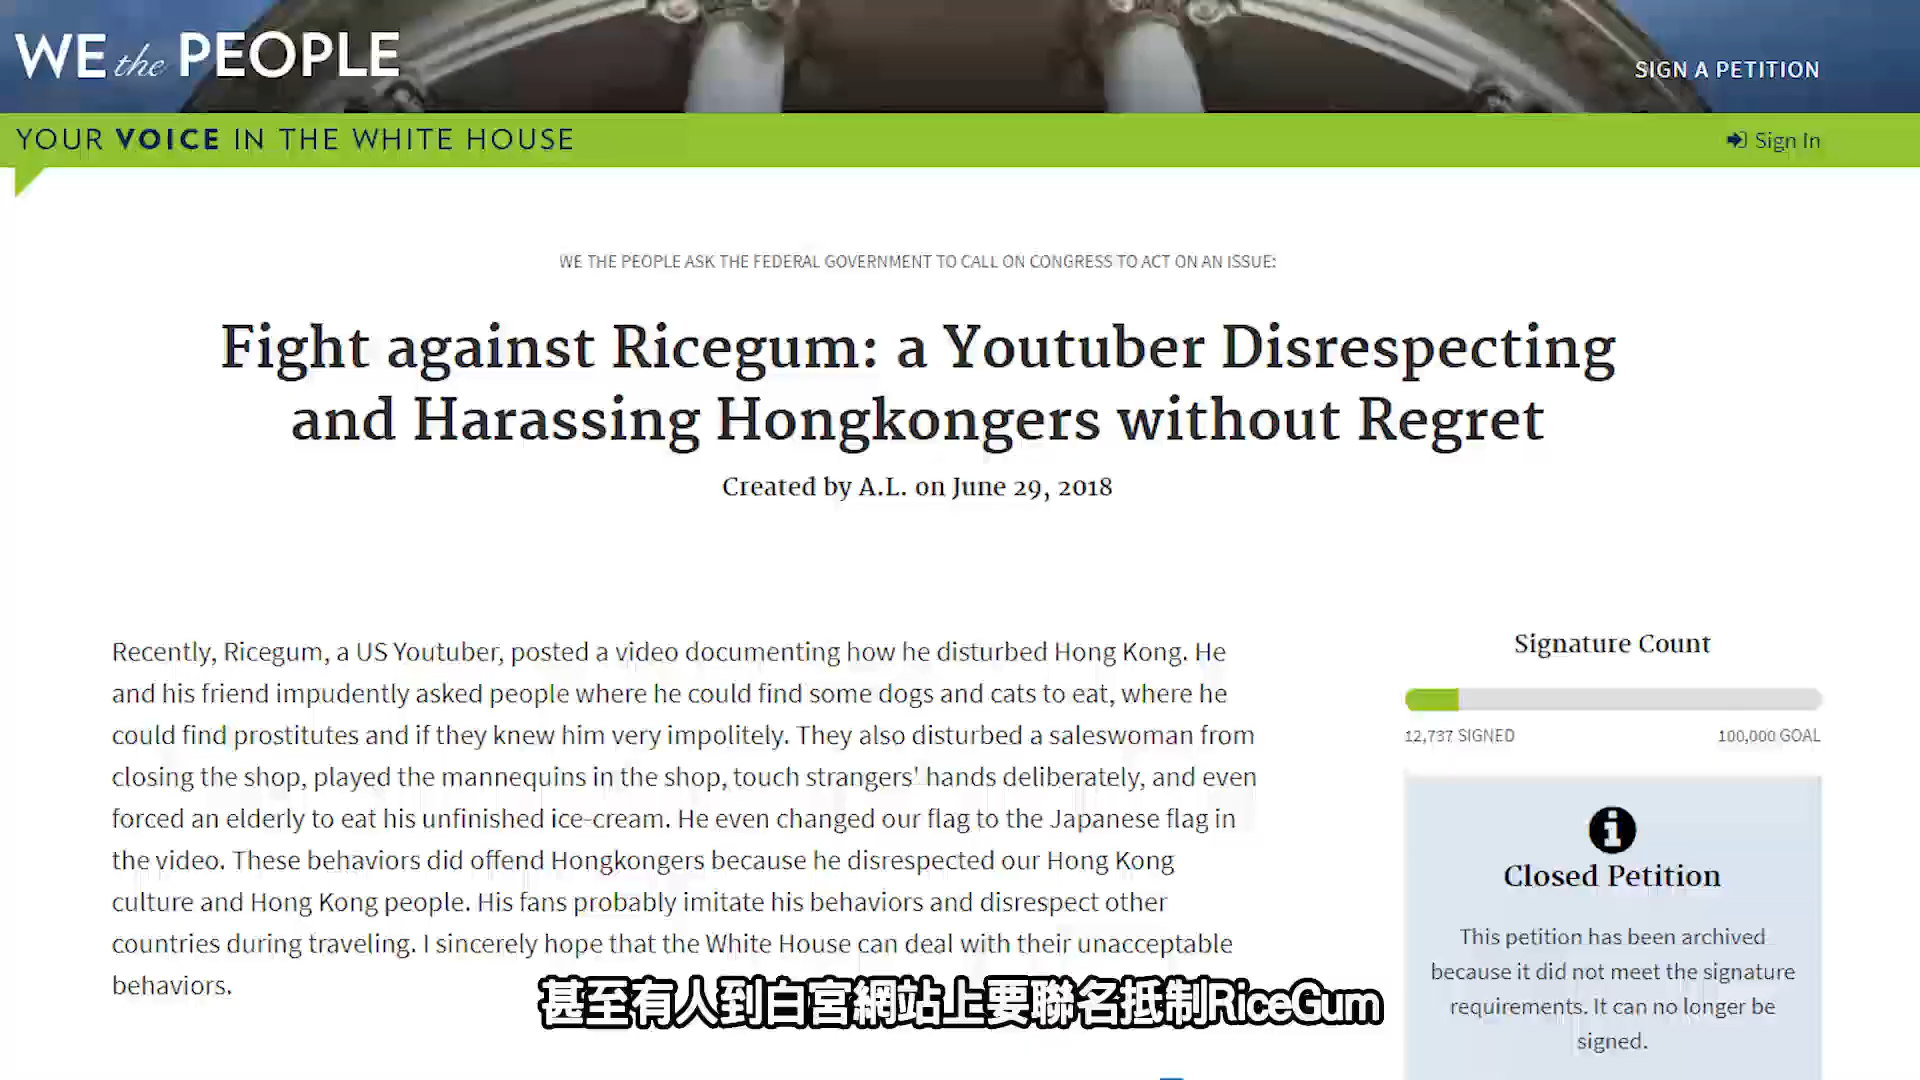 WE the PEOPLE
SIGN A PETITION
YOUR VOICE IN THE WHITE HOUSE
Sign In
WE THE PEOPLE ASK THE FEDERAL GOVERNMENT TO CALL ON CONGRESS TO ACT ON AN ISSUE:
Fight against Ricegum: a Youtuber Disrespecting
and Harassing Hongkongers without Regret
Created by A.L. on June 29, 2018
Recently, Ricegum, a US Youtuber, posted a video documenting how he disturbed Hong Kong. He
and his friend impudently asked people where he could find some dogs and cats to eat, where he
could find prostitutes and if they knew him very impolitely. They also disturbed a saleswoman from
closing the shop, played the mannequins in the shop, touch strangers' hands deliberately, and even
forced an elderly to eat his unfinished ice-cream. He even changed our flag to the Japanese flag in
the video. These behaviors did offend Hongkongers because he disrespected our Hong Kong
culture and Hong Kong people. His fans probably imitate his behaviors and disrespect other
countries during traveling. I sincerely hope that the White House can deal with their unacceptable
behaviors.
Signature Count
12,737 SIGNED
100,000 GOAL
Closed Petition
This petition has been archived
because it did not meet the signature
requirements. It can no longer be
signed.
甚至有人到白宮網站上要聯名抵制RiceGum